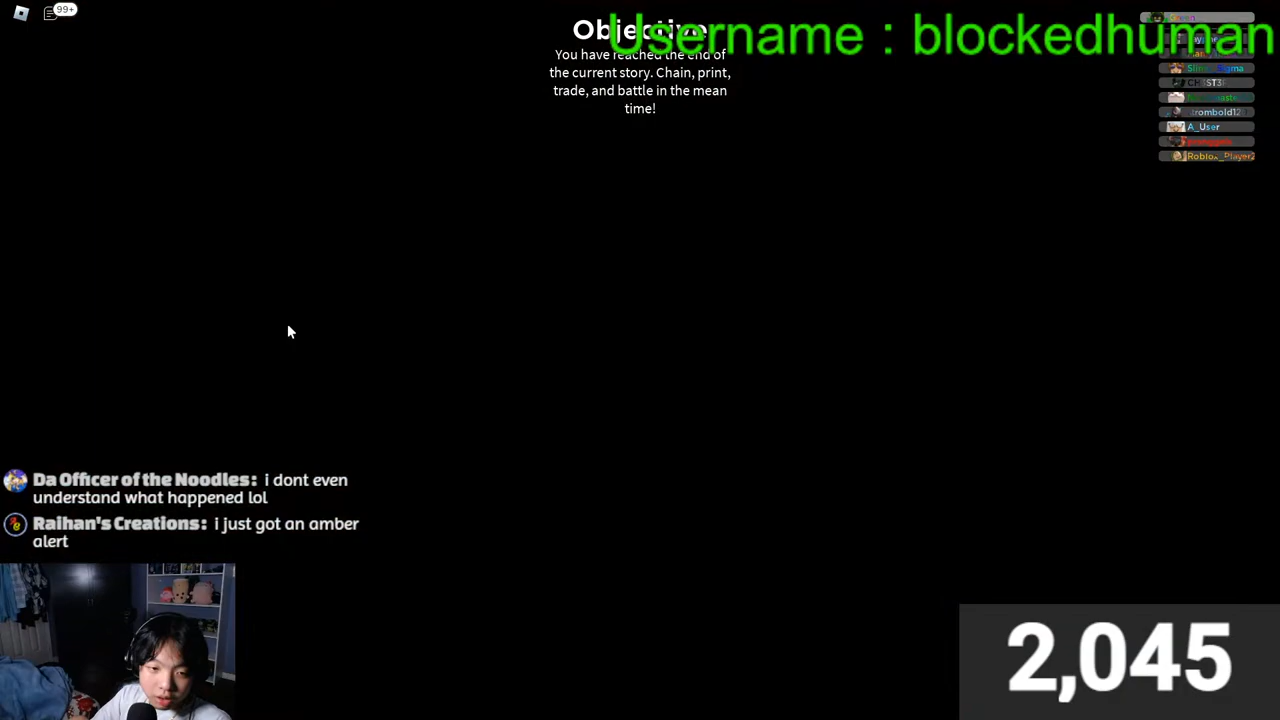 99+
Objective
Username : blockedhuman
You have reached the end of
the current story. Chain, print,
trade, and battle in the mean
time!
A_User
i dont even
Da Officer of the Noodles:
understand what happened lol
Raihan's Creations: i just got an amber
alert
2,045